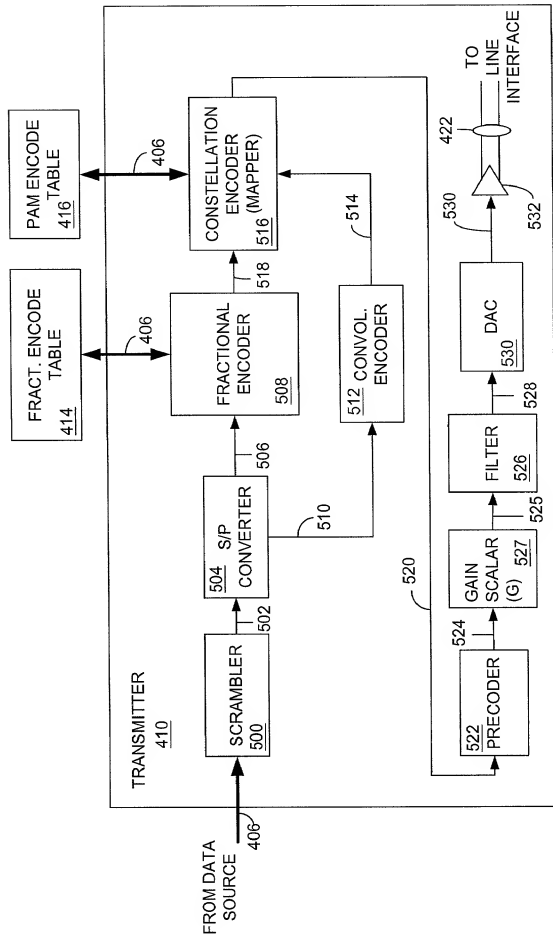 FRACT. ENCODE
TABLE
414
PAM ENCODE
TABLE
416
406
406
TRANSMITTER
410
FROM DATA
SOURCE
406
SCRAMBLER
500
502
504 S/P
CONVERTER
506
FRACTIONAL
ENCODER
508
518
CONSTELLATION
ENCODER
(MAPPER)
516
510
512 CONVOL.
ENCODER
514
520
522
PRECODER
524
GAIN
SCALAR
(G) 527
525
FILTER
526
528
DAC
530
530
532
422
TO
LINE
INTERFACE